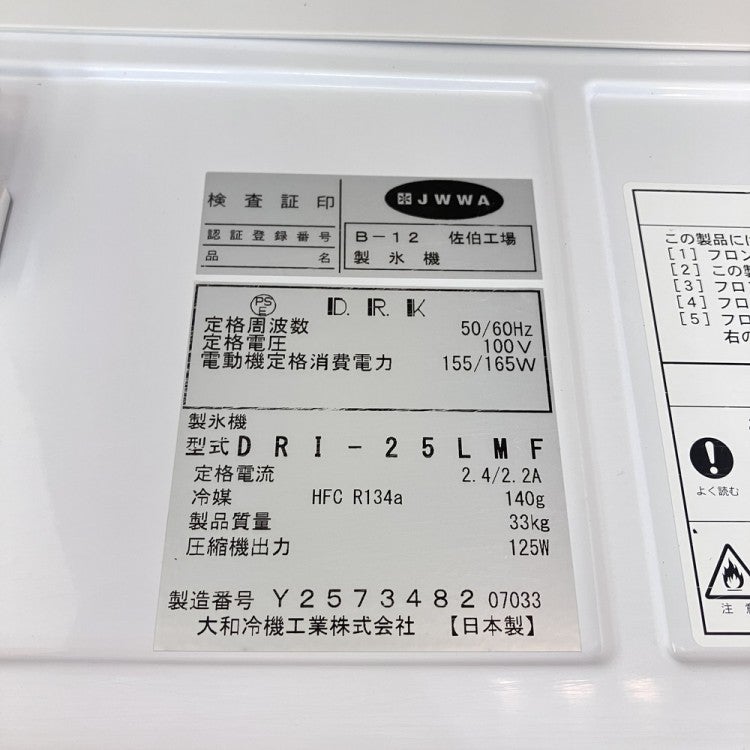 検査証印
JWWA
認証登録番号 B-12 佐伯工場
品名 製氷機
PS
E
D.R.K
定格周波数 50/60Hz
定格電圧 100V
電動機定格消費電力 155/165W
製氷機
型式DRI-25LMF
定格電流 2.4/2.2A
冷媒 HFC R134a 140g
製品質量 33kg
圧縮機出力 125W
製造番号 Y2573482 07033
大和冷機工業株式会社 【日本製】
この製品には
[1] フロン
[2] この製
[3] フロ
[4] フロ
[5] フロ
右の
よく読む
注意